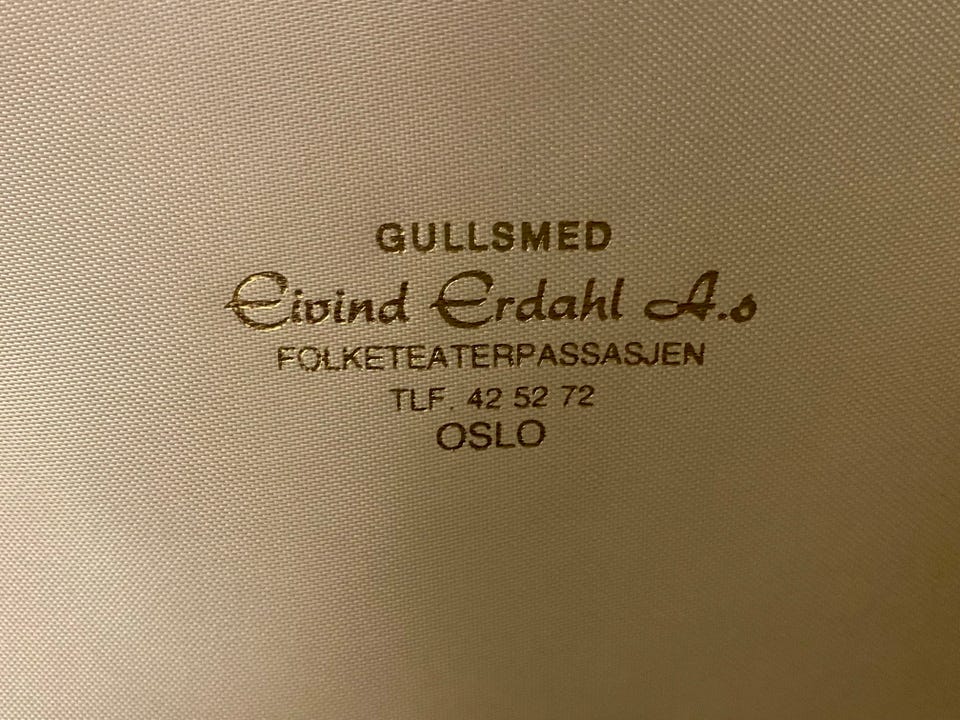 GULLSMED
Eivind Erdahl A.s
FOLKETEATERPASSASJEN
TLF. 42 52 72
OSLO